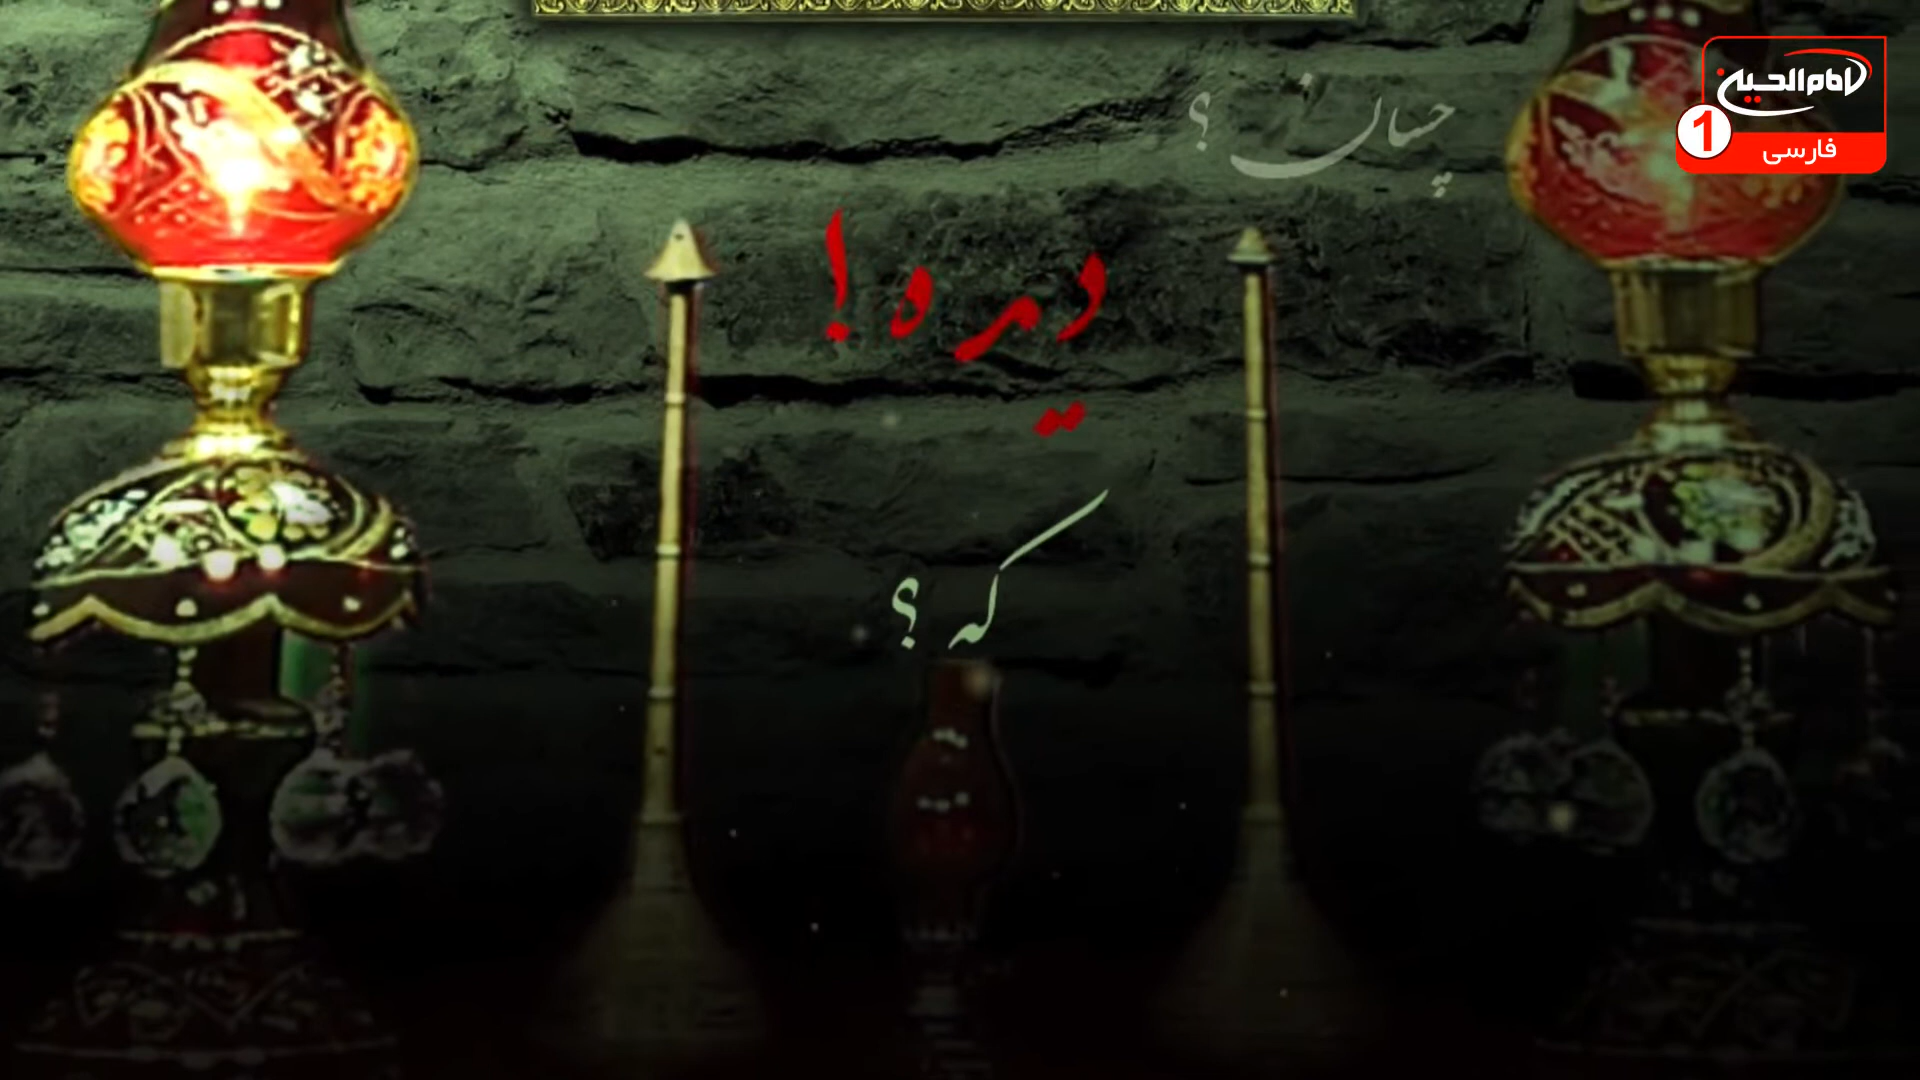 امام الحسین
1
فارسی
چسان ؟
دیده !
که ؟